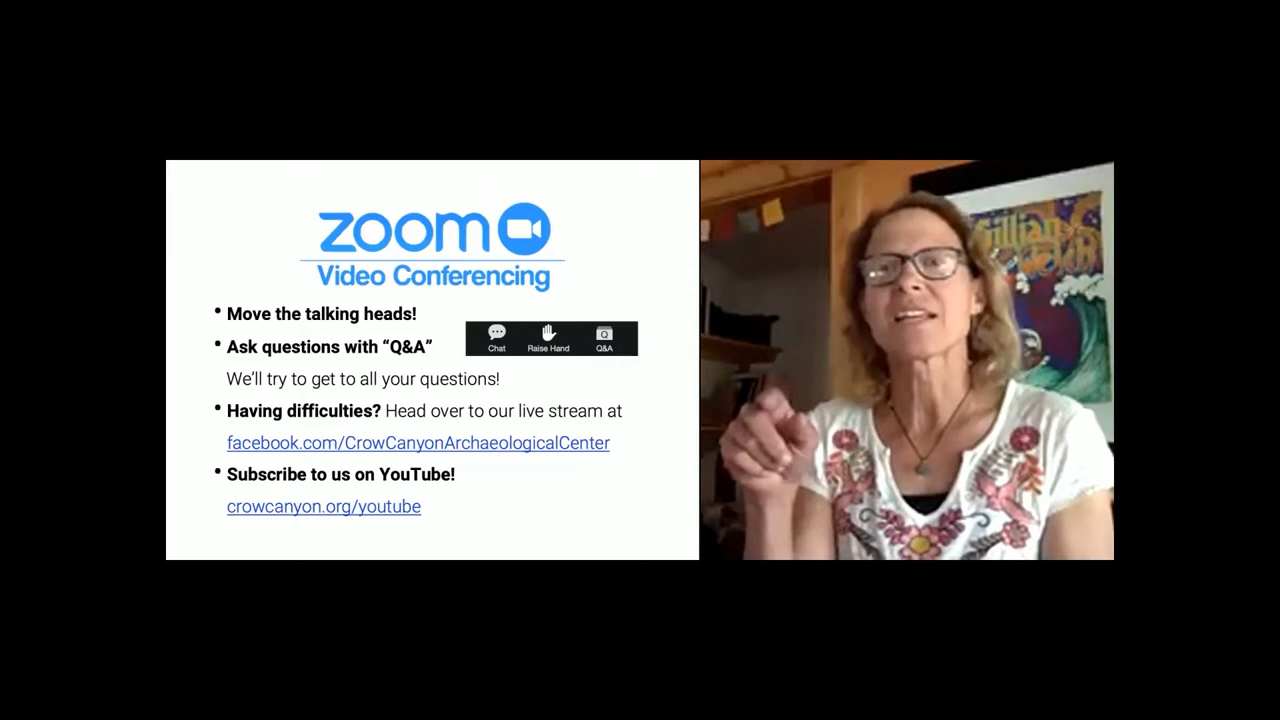 zoom
Video Conferencing
• Move the talking heads!
• Ask questions with “Q&A”
Chat Raise Hand Q&A
We’ll try to get to all your questions!
• Having difficulties? Head over to our live stream at
facebook.com/CrowCanyonArchaeologicalCenter
• Subscribe to us on YouTube!
crowcanyon.org/youtube
Gillian
Welch